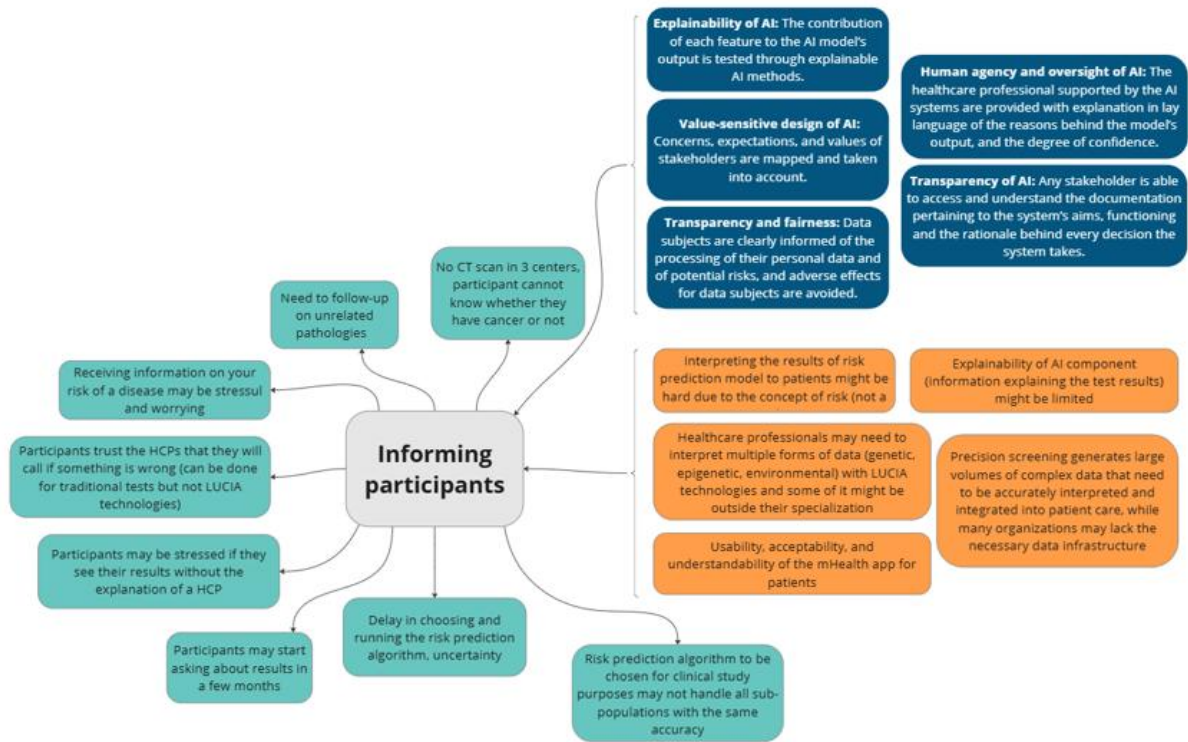 Explainability of AI: The contribution
of each feature to the AI model's
output is tested through explainable
AI methods.
Value-sensitive design of AI:
Concerns, expectations, and values of
stakeholders are mapped and taken
into account.
Transparency and fairness: Data
subjects are clearly informed of the
processing of their personal data and
of potential risks, and adverse effects
for data subjects are avoided.
Human agency and oversight of AI: The
healthcare professional supported by the AI
systems are provided with explanation in lay
language of the reasons behind the model's
output, and the degree of confidence.
Transparency of AI: Any stakeholder is able
to access and understand the documentation
pertaining to the system's aims, functioning
and the rationale behind every decision the
system takes.
No CT scan in 3 centers,
participant cannot
know whether they
have cancer or not
Need to follow-up
on unrelated
pathologies
Receiving information on your
risk of a disease may be stressul
and worrying
Participants trust the HCPs that they will
call if something is wrong (can be done
for traditional tests but not LUCIA
technologies)
Participants may be stressed if they
see their results without the
explanation of a HCP
Participants may start
asking about results in
a few months
Delay in choosing and
running the risk prediction
algorithm, uncertainty
Risk prediction algorithm to be
chosen for clinical study
purposes may not handle all sub-
populations with the same
accuracy
Informing
participants
Interpreting the results of risk
prediction model to patients might be
hard due to the concept of risk (not a
Explainability of AI component
(information explaining the test results)
might be limited
Healthcare professionals may need to
interpret multiple forms of data (genetic,
epigenetic, environmental) with LUCIA
technologies and some of it might be
outside their specialization
Precision screening generates large
volumes of complex data that need
to be accurately interpreted and
integrated into patient care, while
many organizations may lack the
necessary data infrastructure
Usability, acceptability, and
understandability of the mHealth app for
patients